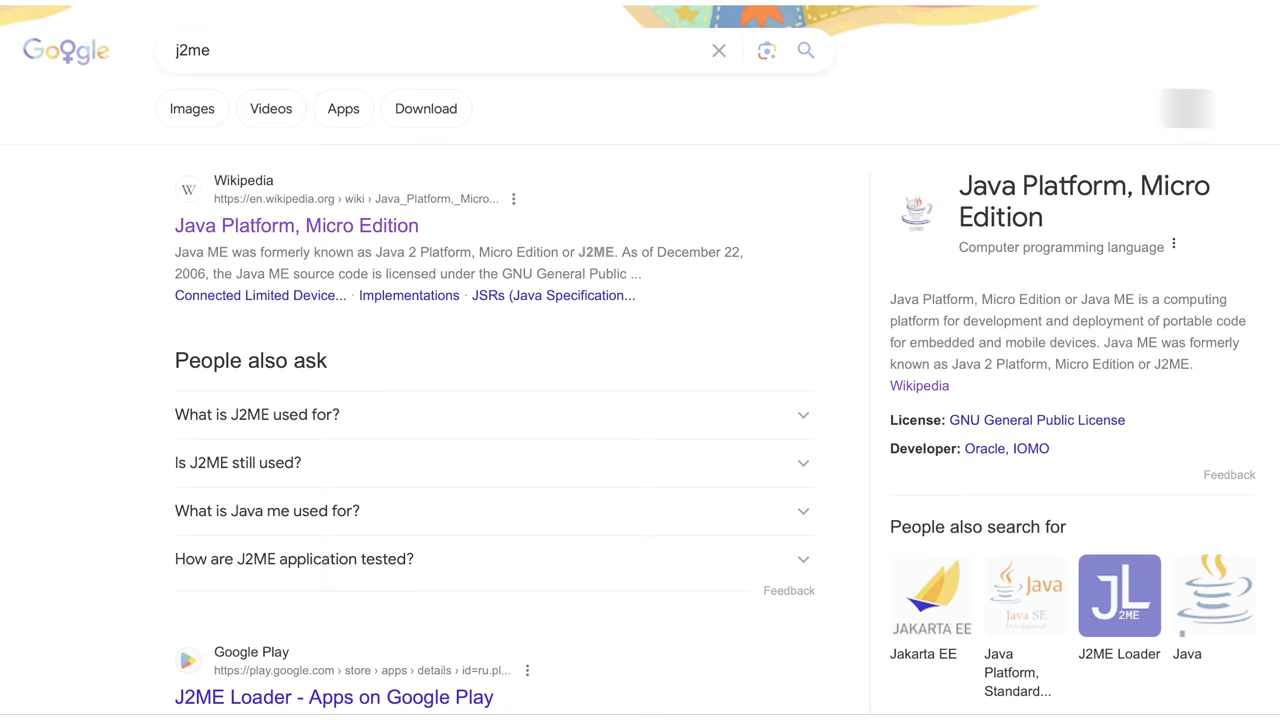 Google
j2me
Images
Videos
Apps
Download
W
Wikipedia
https://en.wikipedia.org › wiki › Java_Platform,_Micro...
Java Platform, Micro Edition
Java ME was formerly known as Java 2 Platform, Micro Edition or J2ME. As of December 22,
2006, the Java ME source code is licensed under the GNU General Public ...
Connected Limited Device... · Implementations · JSRs (Java Specification...
People also ask
What is J2ME used for?
Is J2ME still used?
What is Java me used for?
How are J2ME application tested?
Feedback
Google Play
https://play.google.com › store › apps › details › id=ru.pl...
J2ME Loader - Apps on Google Play
J2ME
Java Platform, Micro
Edition
Computer programming language
Java Platform, Micro Edition or Java ME is a computing
platform for development and deployment of portable code
for embedded and mobile devices. Java ME was formerly
known as Java 2 Platform, Micro Edition or J2ME.
Wikipedia
License: GNU General Public License
Developer: Oracle, IOMO
Feedback
People also search for
JAKARTA EE
Jakarta EE
Java
Java SE
Development
Java
Platform,
Standard...
JL
2ME
J2ME Loader
Java